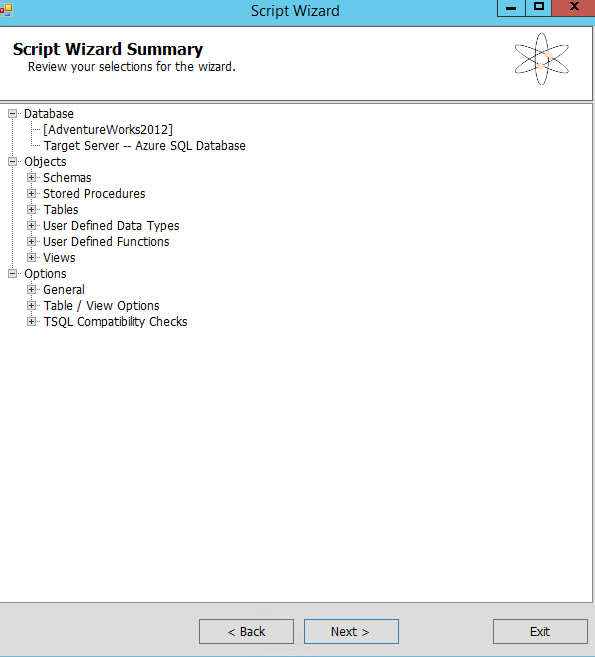 Script Wizard
Script Wizard Summary
Review your selections for the wizard.
Database
[AdventureWorks2012]
Target Server -- Azure SQL Database
Objects
Schemas
Stored Procedures
Tables
User Defined Data Types
User Defined Functions
Views
Options
General
Table / View Options
TSQL Compatibility Checks
< Back Next > Exit